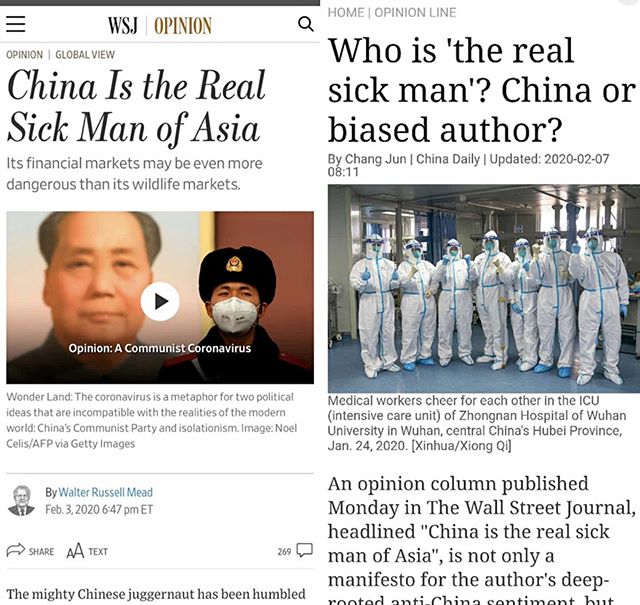 WSJ | OPINION
OPINION | GLOBAL VIEW
China Is the Real
Sick Man of Asia
Its financial markets may be even more
dangerous than its wildlife markets.
Opinion: A Communist Coronavirus
Wonder Land: The coronavirus is a metaphor for two political
ideas that are incompatible with the realities of the modern
world: China's Communist Party and isolationism. Image: Noel
Celis/AFP via Getty Images
By Walter Russell Mead
Feb. 3, 2020 6:47 pm ET
SHARE AA TEXT 269
The mighty Chinese juggernaut has been humbled
HOME | OPINION LINE
Who is 'the real
sick man'? China or
biased author?
By Chang Jun | China Daily | Updated: 2020-02-07
08:11
Medical workers cheer for each other in the ICU
(intensive care unit) of Zhongnan Hospital of Wuhan
University in Wuhan, central China's Hubei Province,
Jan. 24, 2020. [Xinhua/Xiong Qi]
An opinion column published
Monday in The Wall Street Journal,
headlined "China is the real sick
man of Asia", is not only a
manifesto for the author's deep-
rooted anti-China sentiment, but